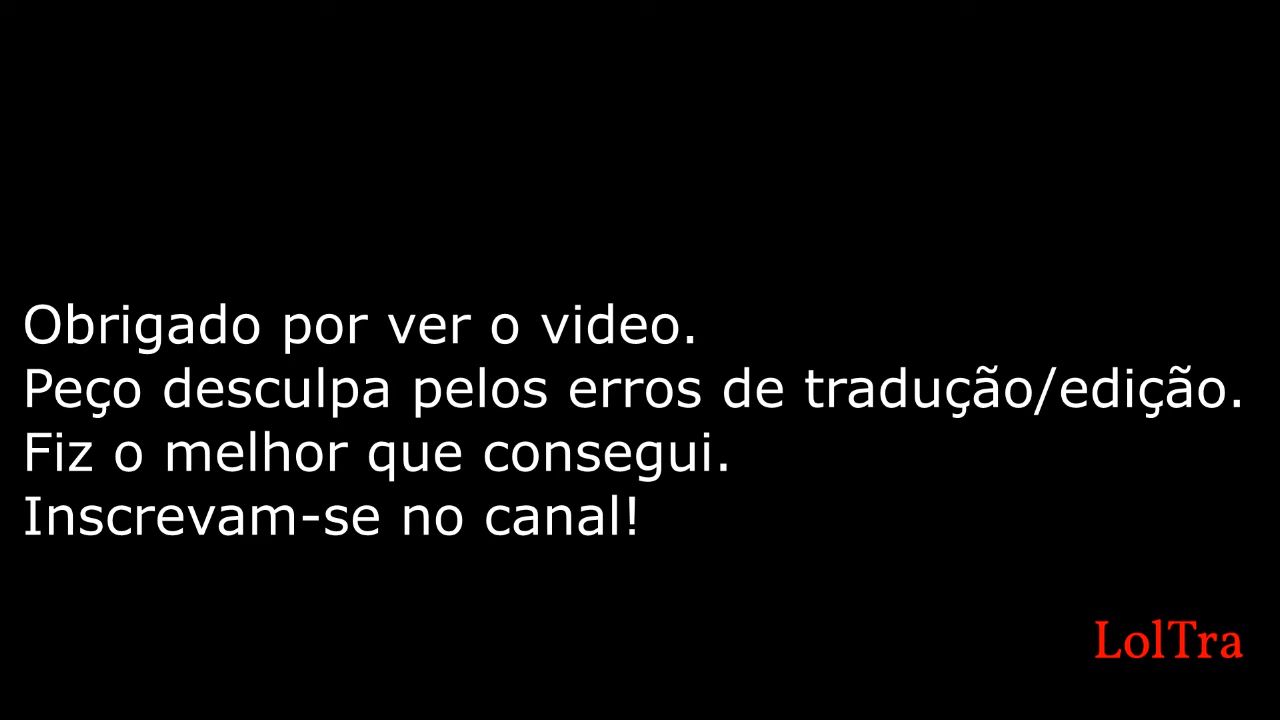 Obrigado por ver o video.
Peço desculpa pelos erros de tradução/edição.
Fiz o melhor que consegui.
Inscrevam-se no canal!
LolTra